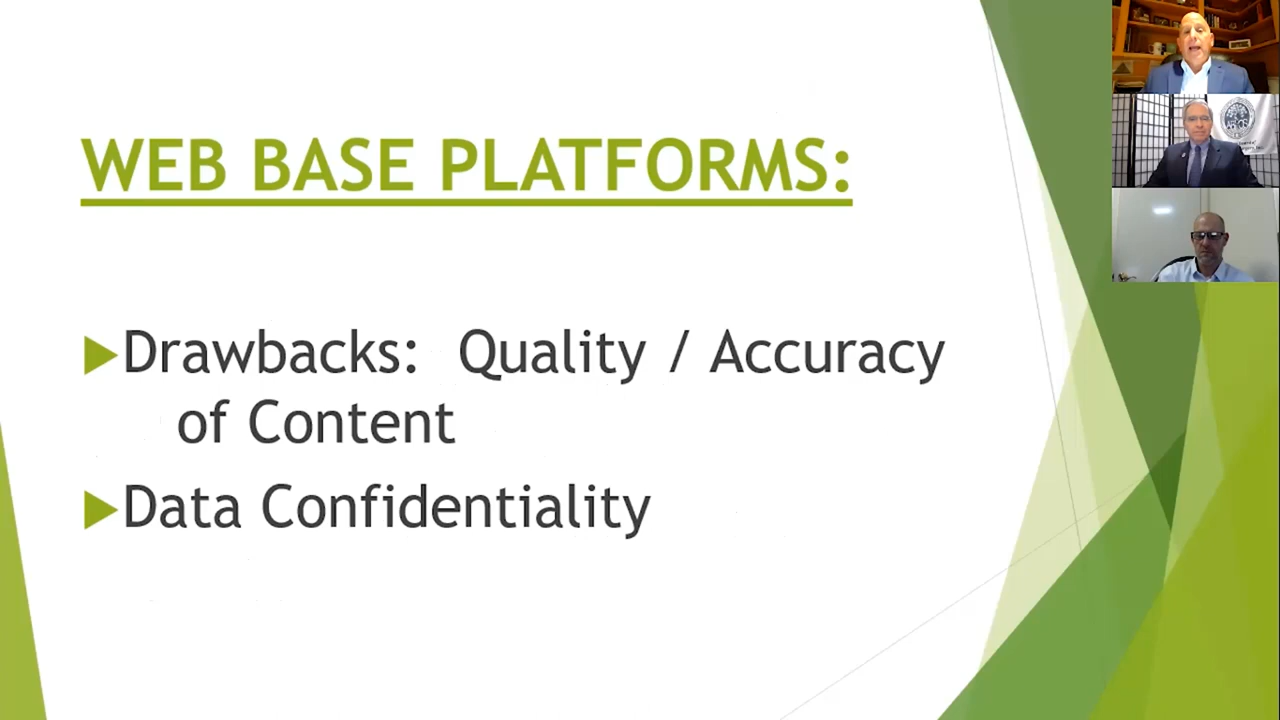 WEB BASE PLATFORMS:
Drawbacks: Quality / Accuracy
of Content
Data Confidentiality